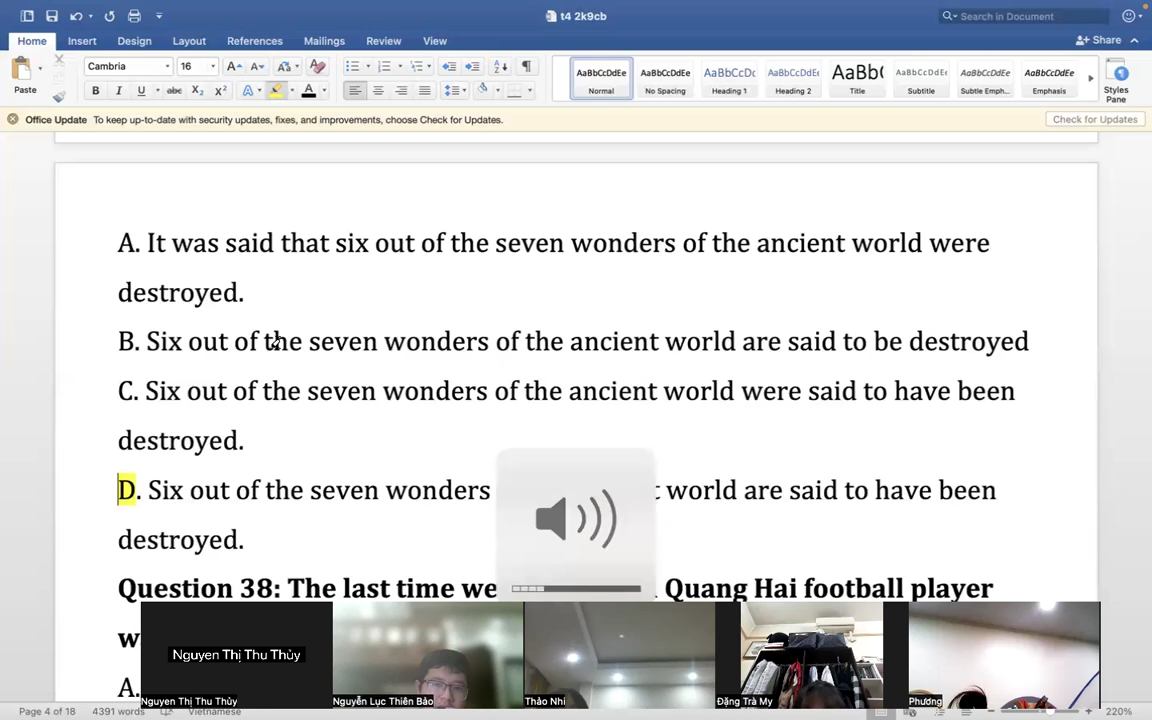 t4 2k9cb
Search in Document
Home Insert Design Layout References Mailings Review View
Share
Paste
Cambria 16
AaBbCcDdEe AaBbCcDdEe AaBbCcDc AaBbCcDdEe AaBbC AaBbCcDdEe AaBbCcDdEe AaBbCcDdEe
Normal No Spacing Heading 1 Heading 2 Title Subtitle Subtle Emph... Emphasis
Styles
Pane
Office Update To keep up-to-date with security updates, fixes, and improvements, choose Check for Updates.
Check for Updates
A. It was said that six out of the seven wonders of the ancient world were
destroyed.
B. Six out of the seven wonders of the ancient world are said to be destroyed
C. Six out of the seven wonders of the ancient world were said to have been
destroyed.
D. Six out of the seven wonders world are said to have been
destroyed.
Question 38: The last time we Quang Hai football player
A.
Nguyen Thị Thu Thủy
Nguyen Thị Thu Thủy
Nguyễn Lục Thiên Bảo
Thảo Nhi
Đặng Trà My
Phương
Page 4 of 18 4391 words Vietnamese
220%